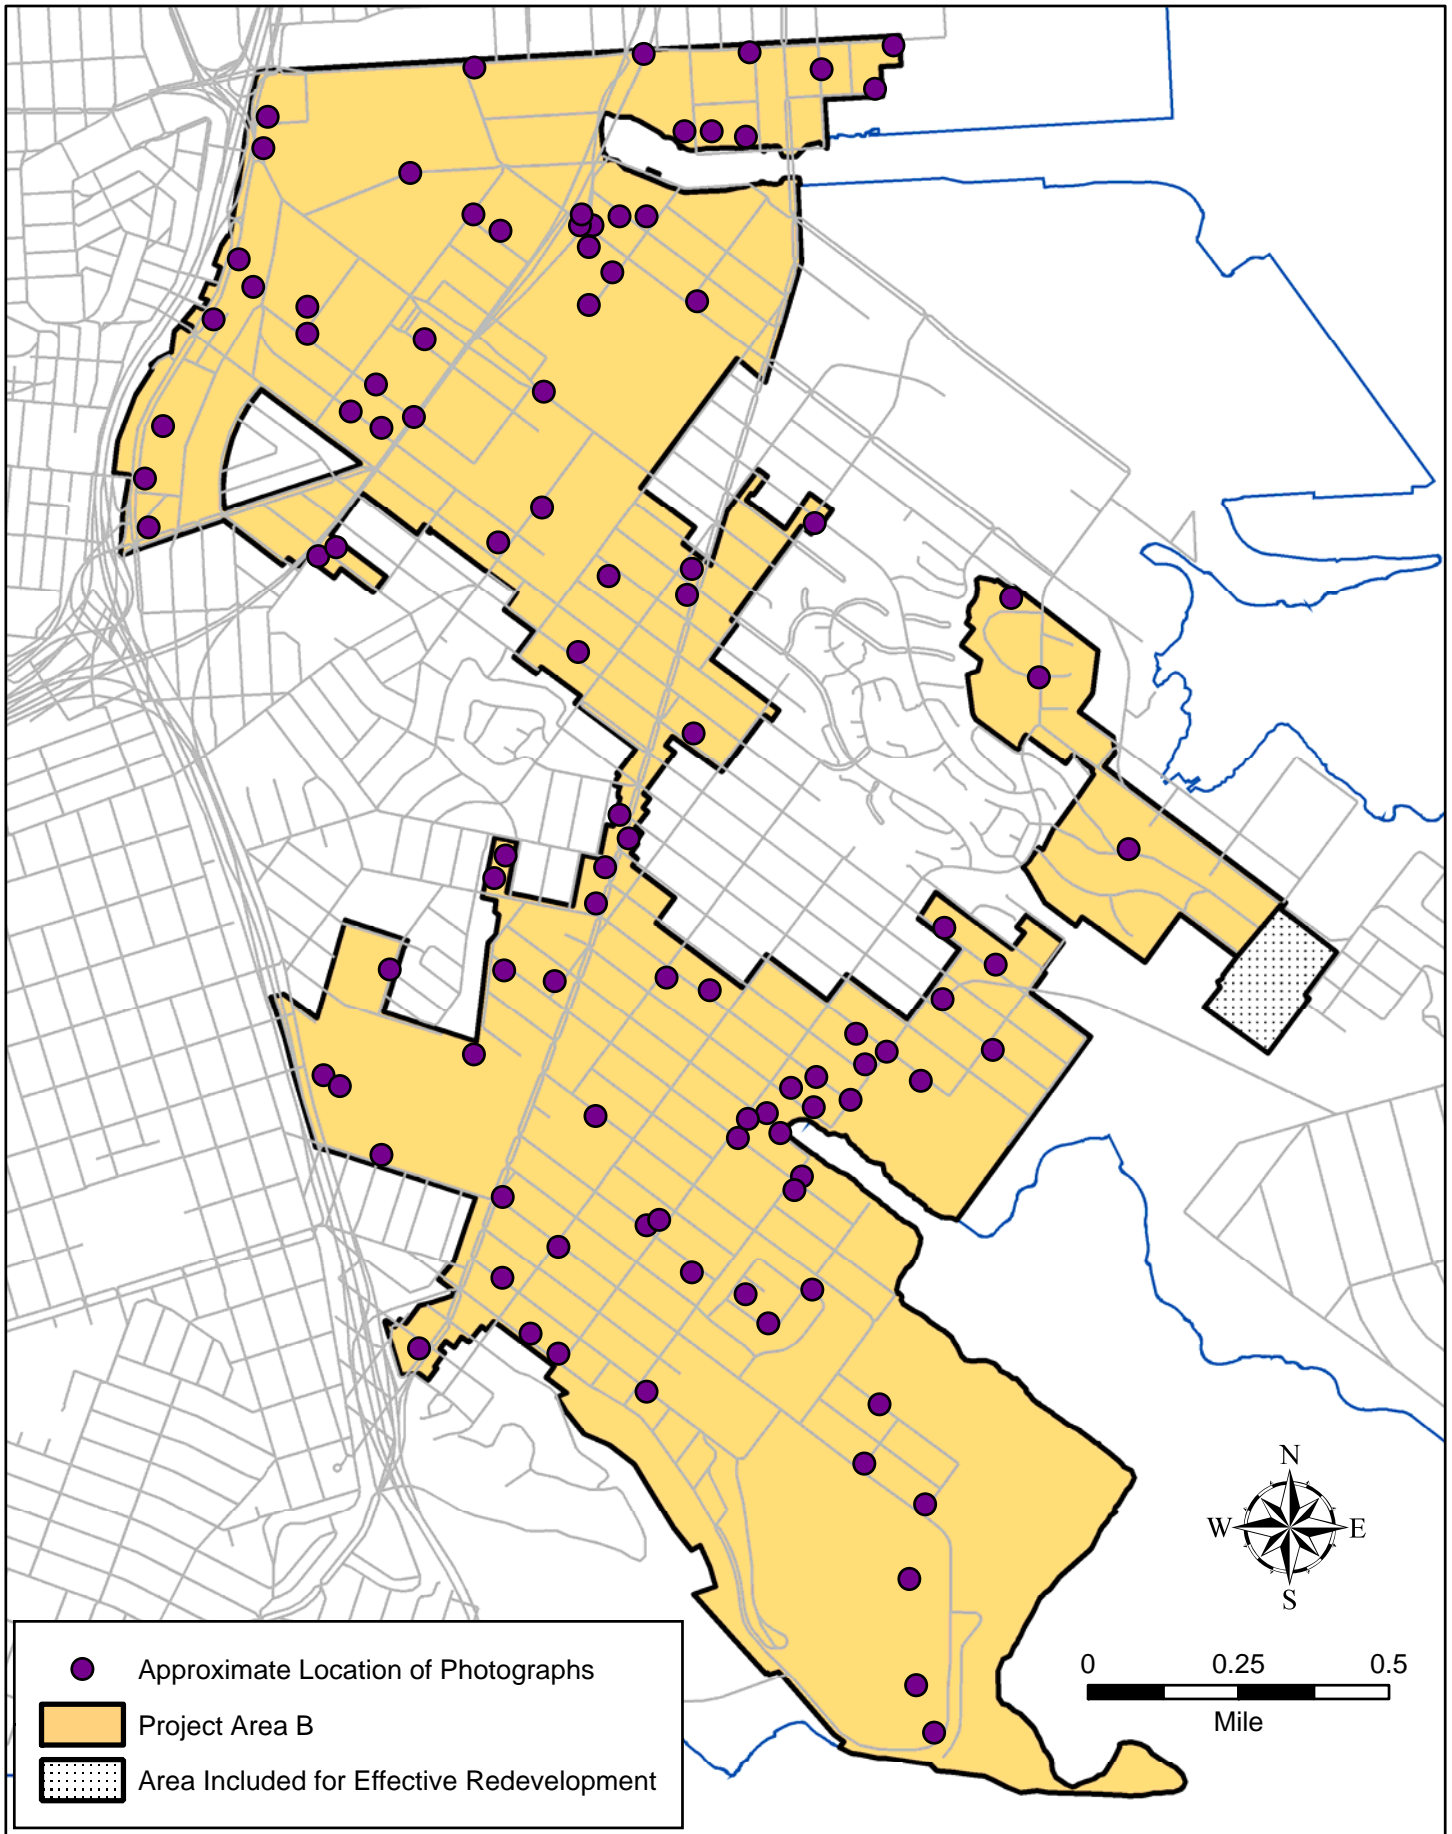 N
W E
S
0 0.25 0.5
Mile
Approximate Location of Photographs
Project Area B
Area Included for Effective Redevelopment